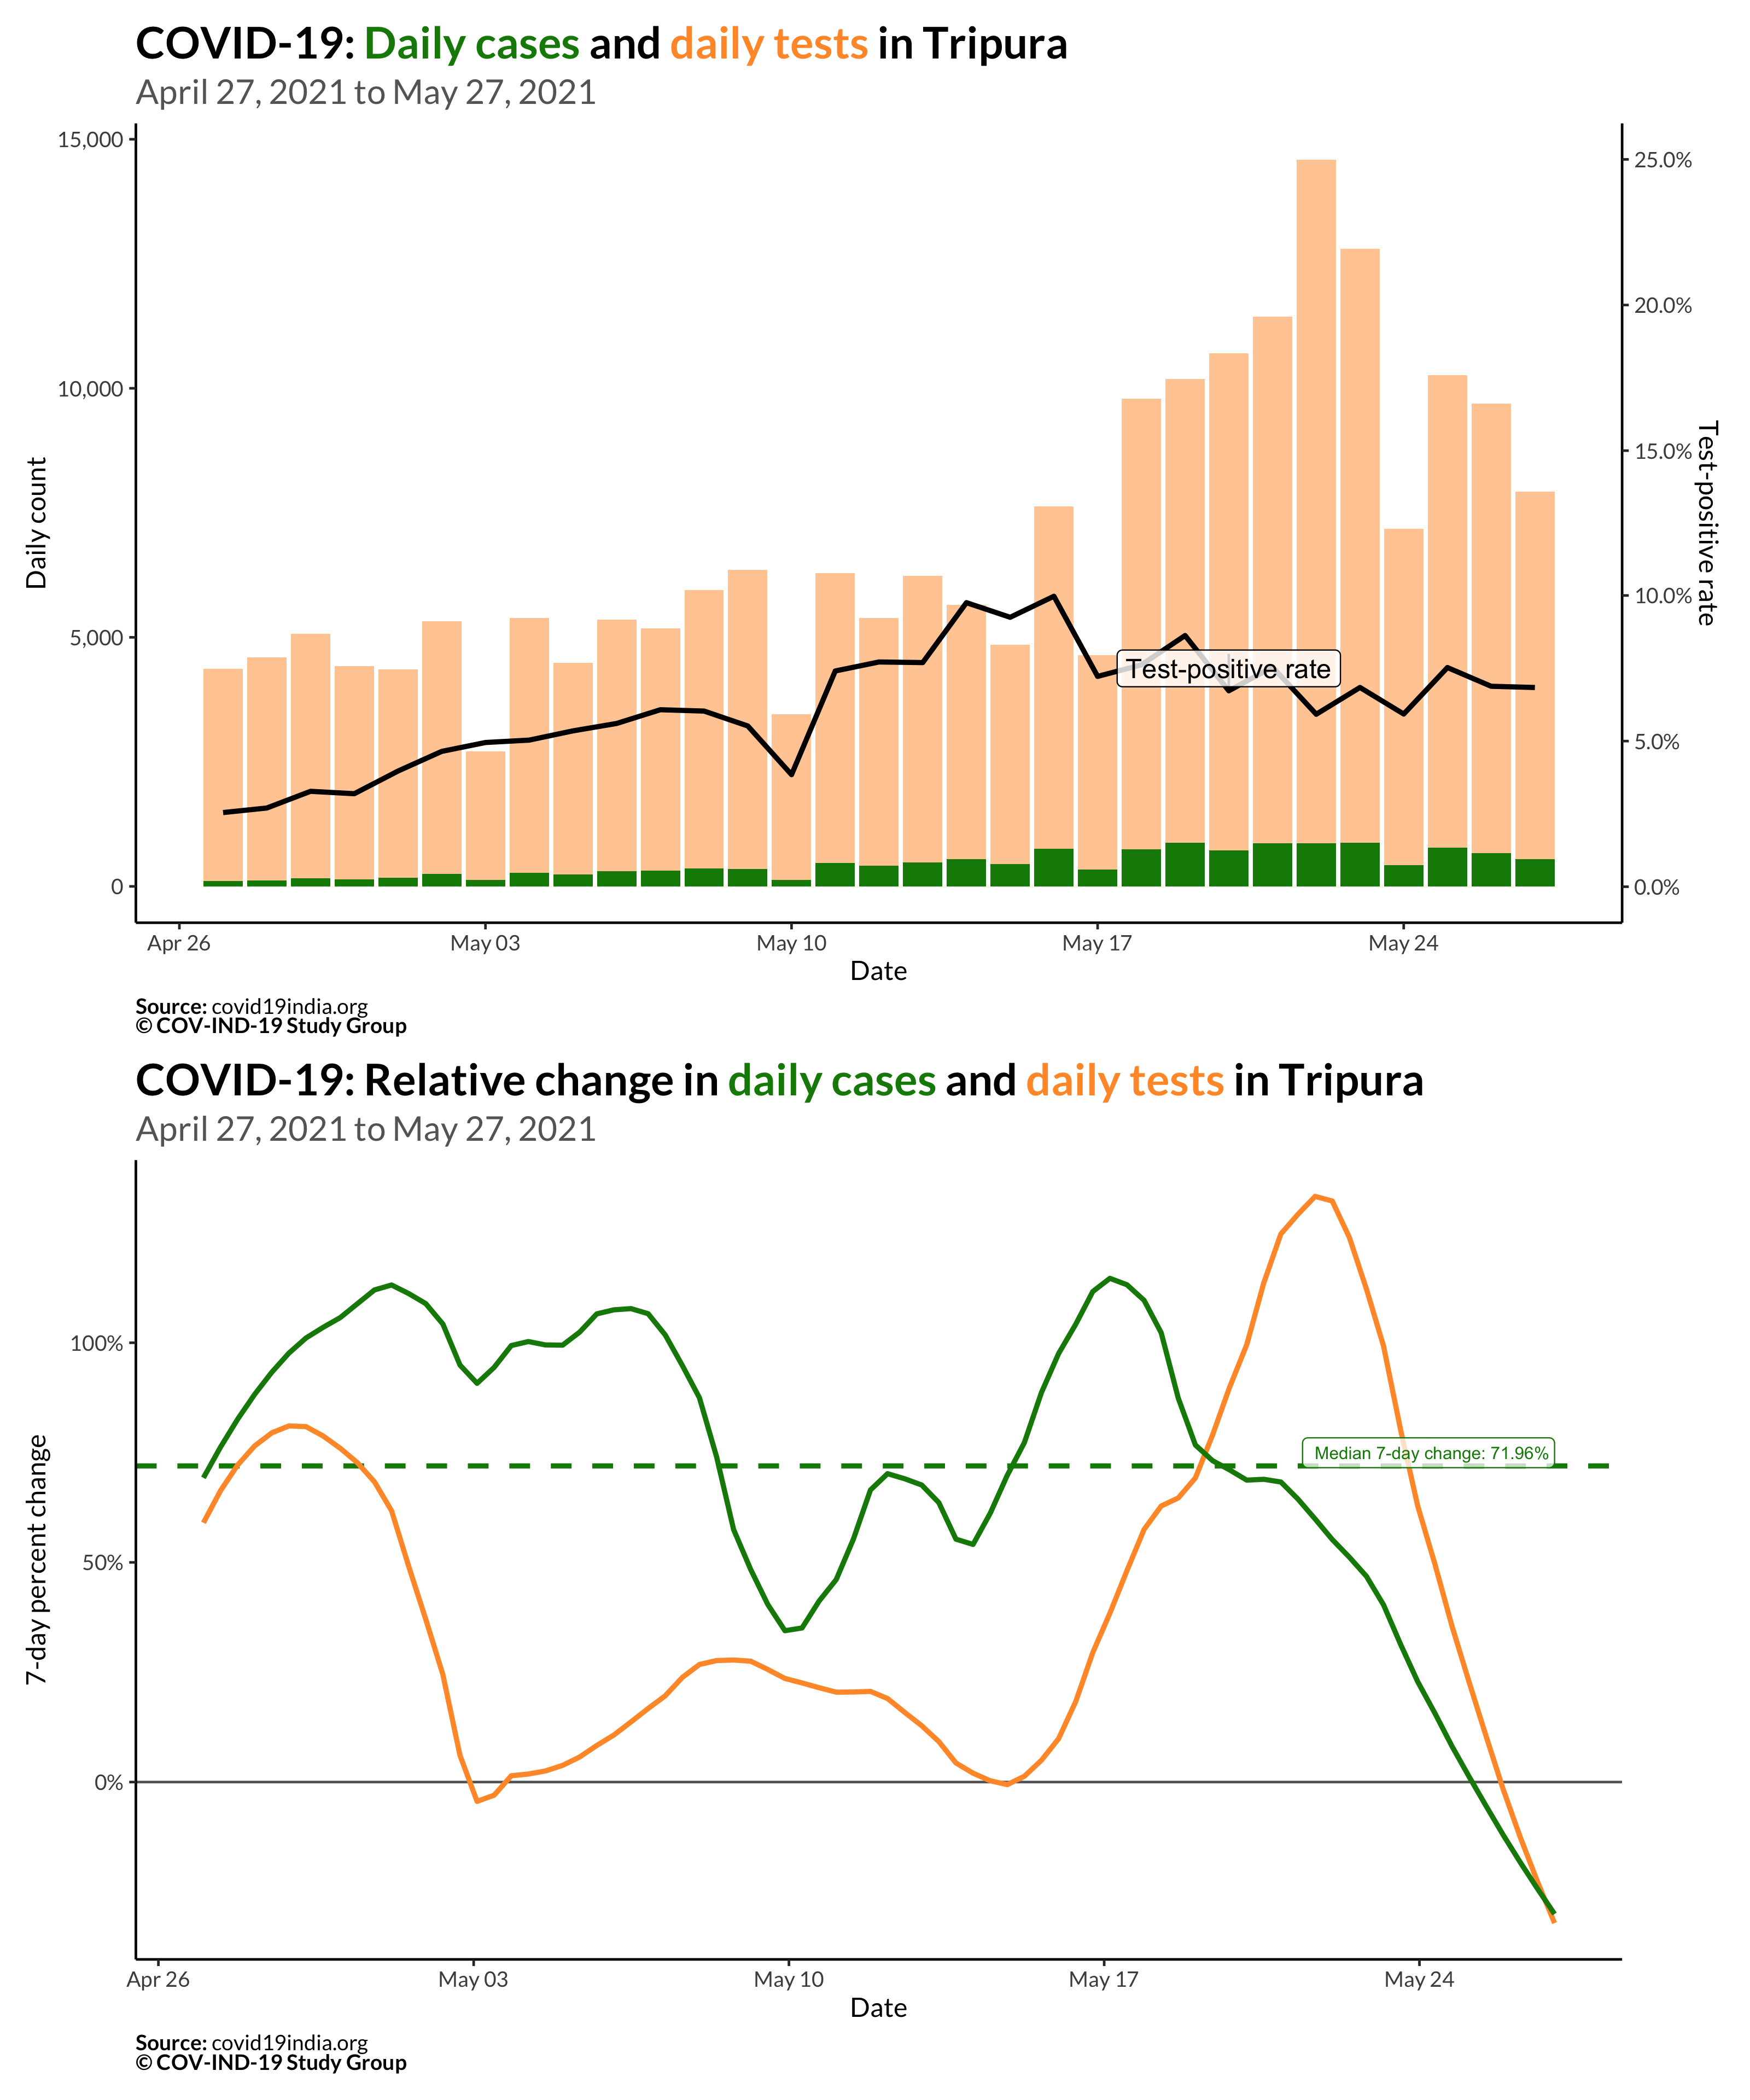 COVID-19: Daily cases and daily tests in Tripura
April 27, 2021 to May 27, 2021
15,000
10,000
5,000
0
Daily count
25.0%
20.0%
15.0%
10.0%
5.0%
0.0%
Test-positive rate
Test-positive rate
Apr 26
May 03
May 10
May 17
May 24
Date
Source: covid19india.org
© COV-IND-19 Study Group
COVID-19: Relative change in daily cases and daily tests in Tripura
April 27, 2021 to May 27, 2021
100%
50%
0%
7-day percent change
Median 7-day change: 71.96%
Apr 26
May 03
May 10
May 17
May 24
Date
Source: covid19india.org
© COV-IND-19 Study Group